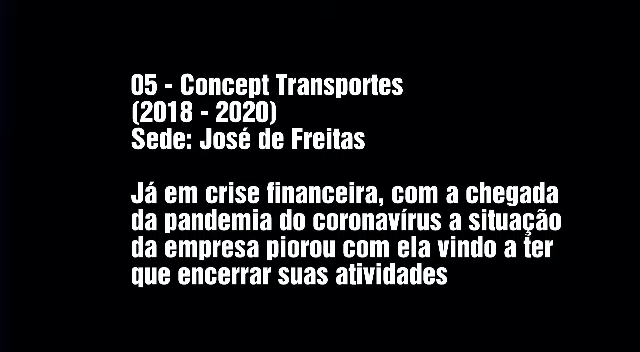 05 - Concept Transportes
(2018 - 2020)
Sede: José de Freitas
Já em crise financeira, com a chegada
da pandemia do coronavírus a situação
da empresa piorou com ela vindo a ter
que encerrar suas atividades